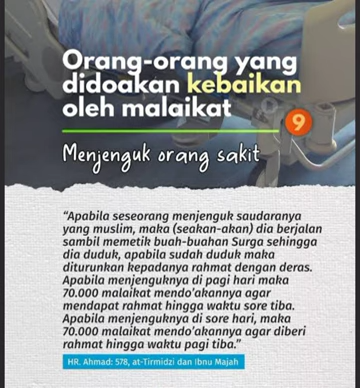 Orang-orang yang
didoakan kebaikan
oleh malaikat
9
Menjenguk orang sakit
"Apabila seseorang menjenguk saudaranya
yang muslim, maka (seakan-akan) dia berjalan
sambil memetik buah-buahan Surga sehingga
dia duduk, apabila sudah duduk maka
diturunkan kepadanya rahmat dengan deras.
Apabila menjenguknya di pagi hari maka
70.000 malaikat mendo'akannya agar
mendapat rahmat hingga waktu sore tiba.
Apabila menjenguknya di sore hari, maka
70.000 malaikat mendo'akannya agar diberi
rahmat hingga waktu pagi tiba."
HR. Ahmad: 578, at-Tirmidzi dan Ibnu Majah